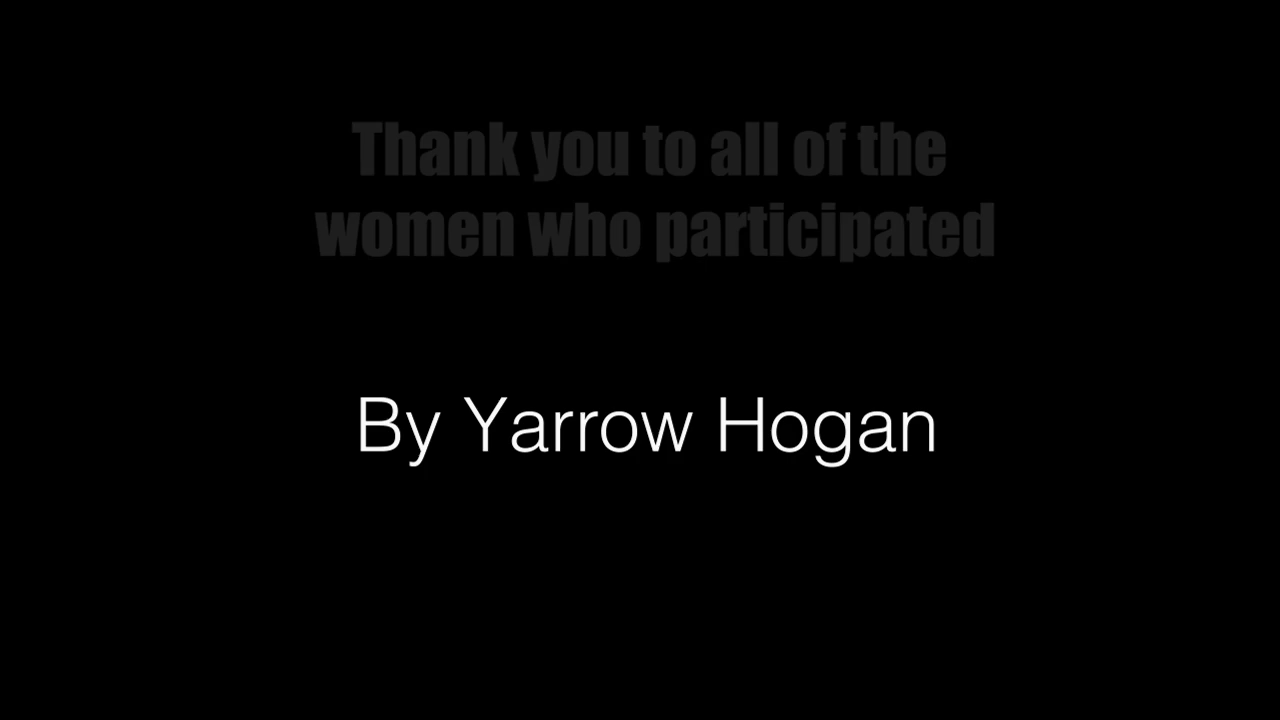 Thank you to all of the
women who participated
By Yarrow Hogan